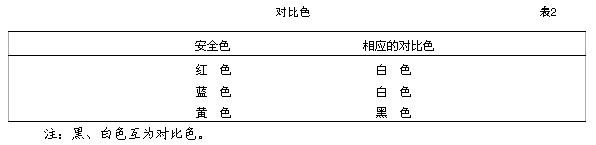 对比色 表2
安全色 相应的对比色
红 色 白 色
蓝 色 白 色
黄 色 黑 色
注：黑、白色互为对比色。